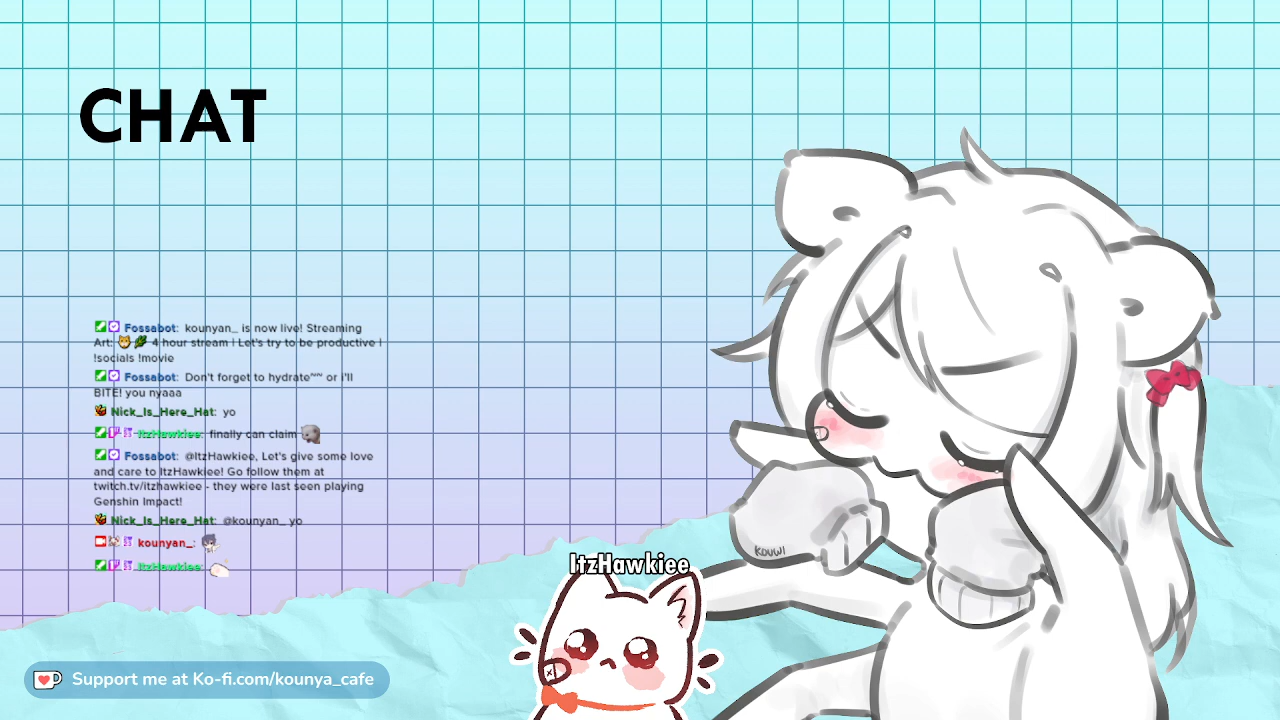 CHAT
Fossabot: kounyan_ is now live! Streaming
Art: 4 hour stream | Let's try to be productive |
!socials !movie
Fossabot: Don't forget to hydrate~~ or i'll
BITE! you nyaaa
Nick_Is_Here_Hat: yo
ItzHawkiee: finally can claim
Fossabot: @ItzHawkiee, Let's give some love
and care to ItzHawkiee! Go follow them at
twitch.tv/itzhawkiee - they were last seen playing
Genshin Impact!
Nick_Is_Here_Hat: @kounyan_ yo
kounyan_:
ItzHawkiee:
KOUWI
ItzHawkiee
Support me at Ko-fi.com/kounya_cafe